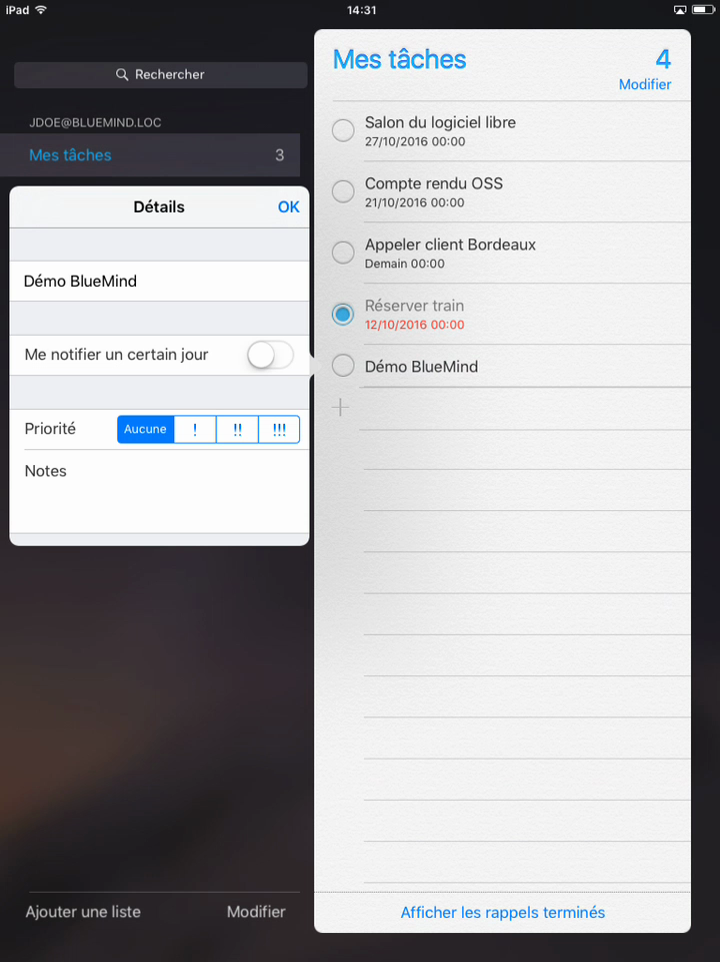 iPad 14:31
Rechercher
JDOE@BLUEMIND.LOC
Mes tâches 3
Détails OK
Démo BlueMind
Me notifier un certain jour
Priorité Aucune ! !! !!!
Notes
Ajouter une liste Modifier
Mes tâches 4
Modifier
Salon du logiciel libre
27/10/2016 00:00
Compte rendu OSS
21/10/2016 00:00
Appeler client Bordeaux
Demain 00:00
Réserver train
12/10/2016 00:00
Démo BlueMind
Afficher les rappels terminés